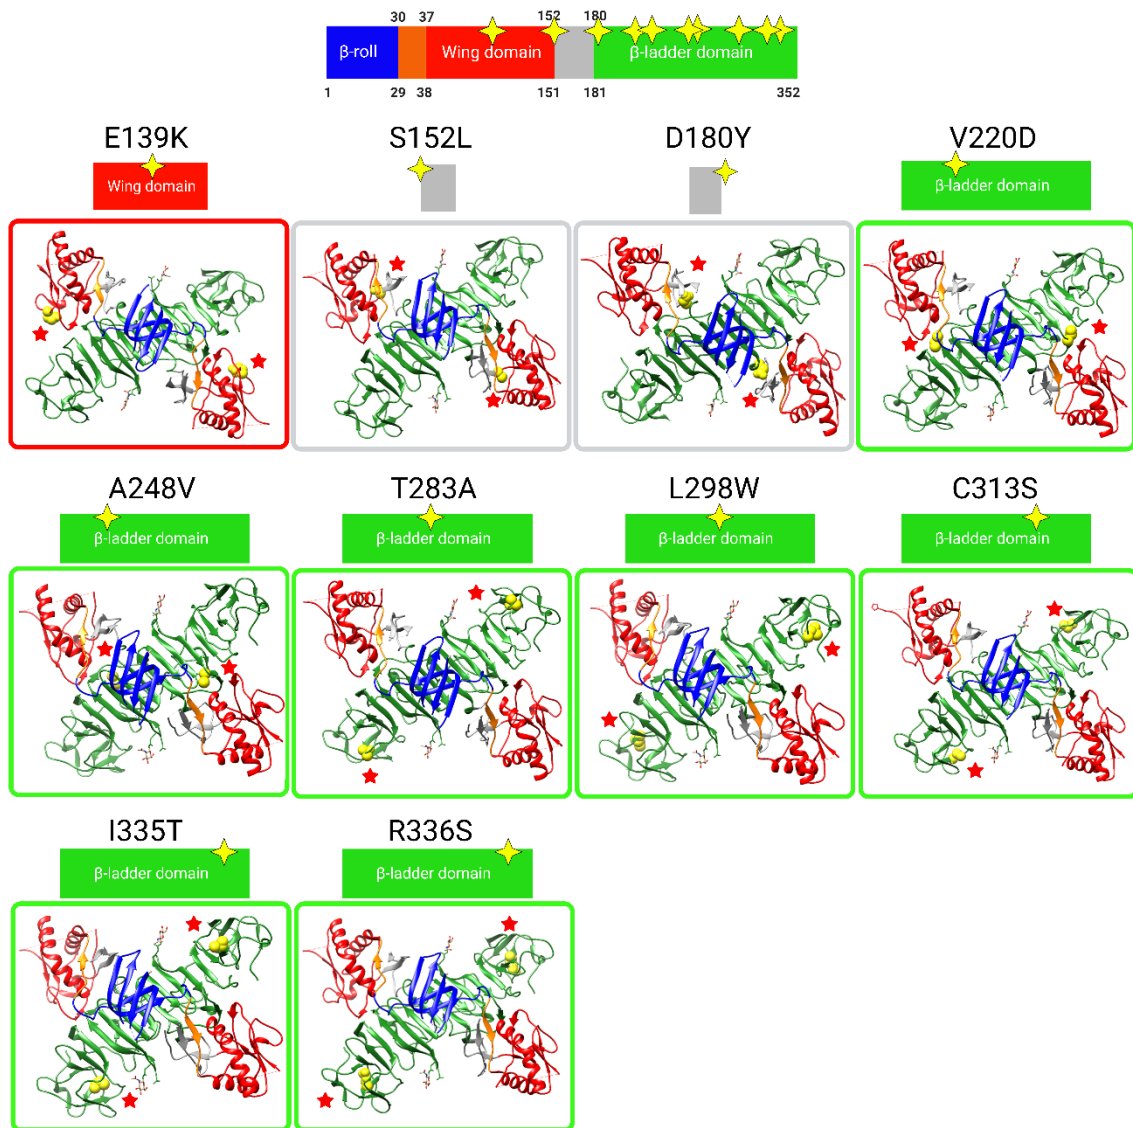 30 37 152 180
β-roll Wing domain β-ladder domain
1 29 38 151 181 352
E139K S152L D180Y V220D
Wing domain β-ladder domain
A248V T283A L298W C313S
β-ladder domain β-ladder domain β-ladder domain β-ladder domain
I335T R336S
β-ladder domain β-ladder domain